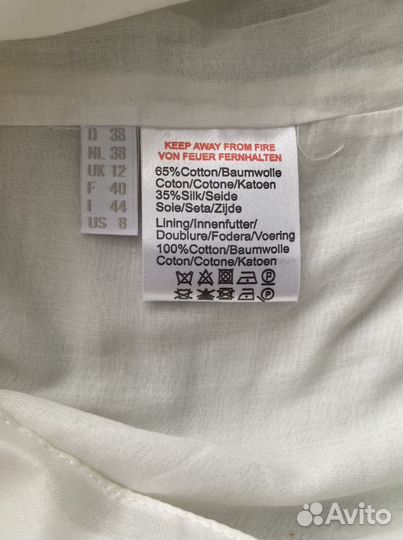 D 38
NL 38
UK 12
F 40
I 44
US 8
KEEP AWAY FROM FIRE
VON FEUER FERNHALTEN
65%Cotton/Baumwolle
Coton/Cotone/Katoen
35%Silk/Seide
Soie/Seta/Zijde
Lining/Innenfutter/
Doublure/Fodera/Voering
100%Cotton/Baumwolle
Coton/Cotone/Katoen
Avito